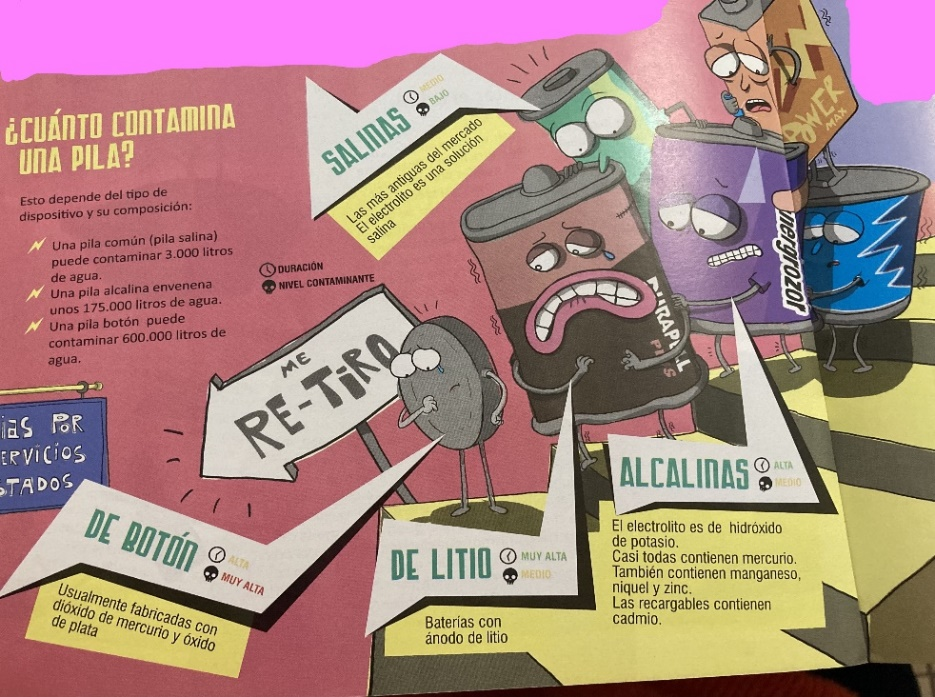 ¿CUÁNTO CONTAMINA
UNA PILA?
Esto depende del tipo de
dispositivo y su composición:
Una pila común (pila salina)
puede contaminar 3.000 litros
de agua.
Una pila alcalina envenena
unos 175.000 litros de agua.
Una pila botón puede
contaminar 600.000 litros de
agua.
SALINAS
MEDIO
BAJO
Las más antiguas del mercado
El electrolito es una solución
salina
DURACIÓN
NIVEL CONTAMINANTE
ME
RE-TIRO
POR
DE BOTÓN
ALTA
MUY ALTA
Usualmente fabricadas con
dióxido de mercurio y óxido
de plata
DE LITIO
MUY ALTA
MEDIO
Baterías con
ánodo de litio
ALCALINAS
ALTA
MEDIO
El electrolito es de hidróxido
de potasio.
Casi todas contienen mercurio.
También contienen manganeso,
niquel y zinc.
Las recargables contienen
cadmio.
POWER
MAX